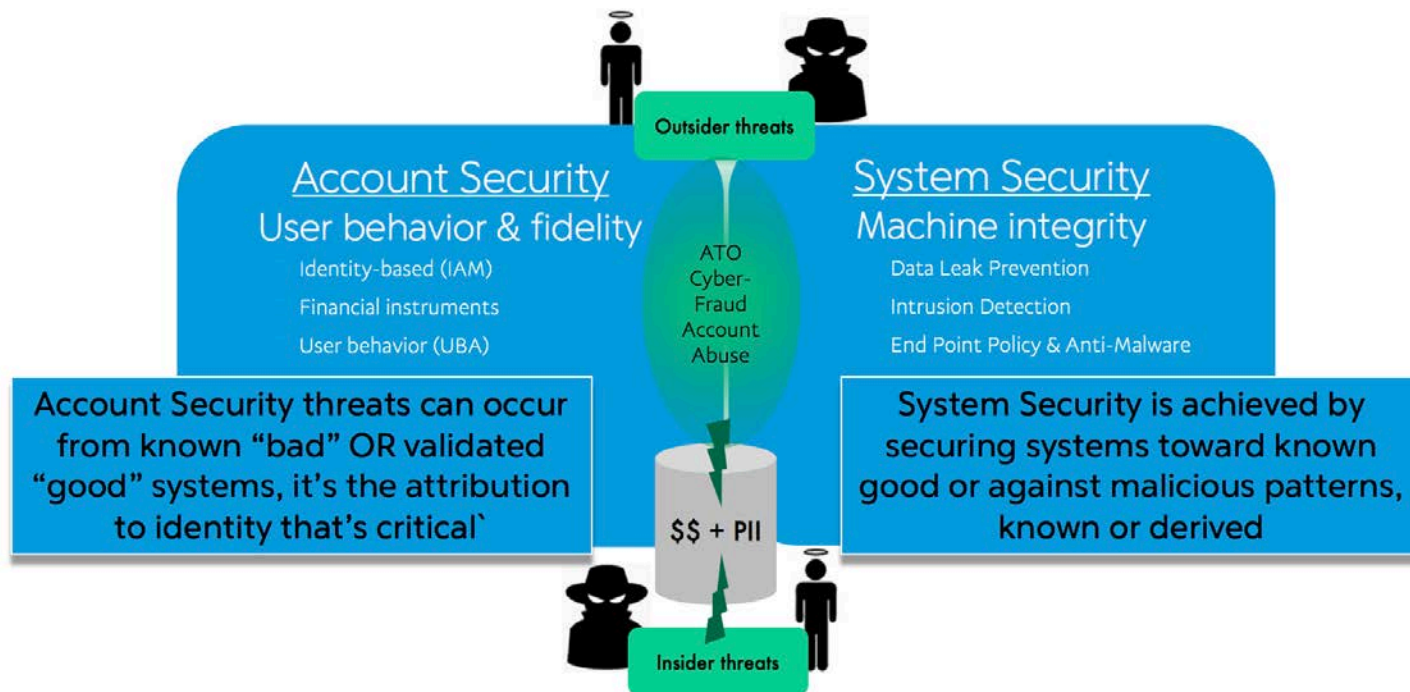 Outsider threats
Account Security
User behavior & fidelity
Identity-based (IAM)
Financial instruments
User behavior (UBA)
ATO
Cyber-
Fraud
Account
Abuse
System Security
Machine integrity
Data Leak Prevention
Intrusion Detection
End Point Policy & Anti-Malware
Account Security threats can occur
from known “bad” OR validated
“good” systems, it’s the attribution
to identity that’s critical`
$$ + PII
System Security is achieved by
securing systems toward known
good or against malicious patterns,
known or derived
Insider threats